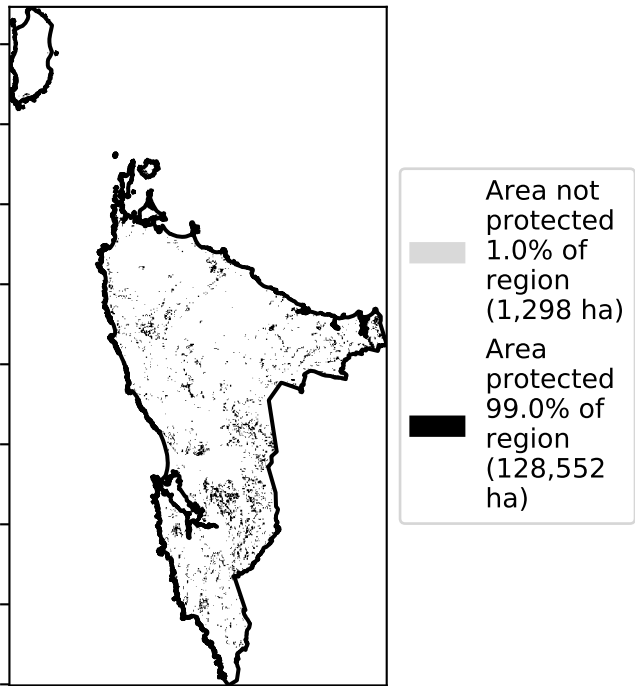 Area not
protected
1.0% of
region
(1,298 ha)
Area
protected
99.0% of
region
(128,552
ha)